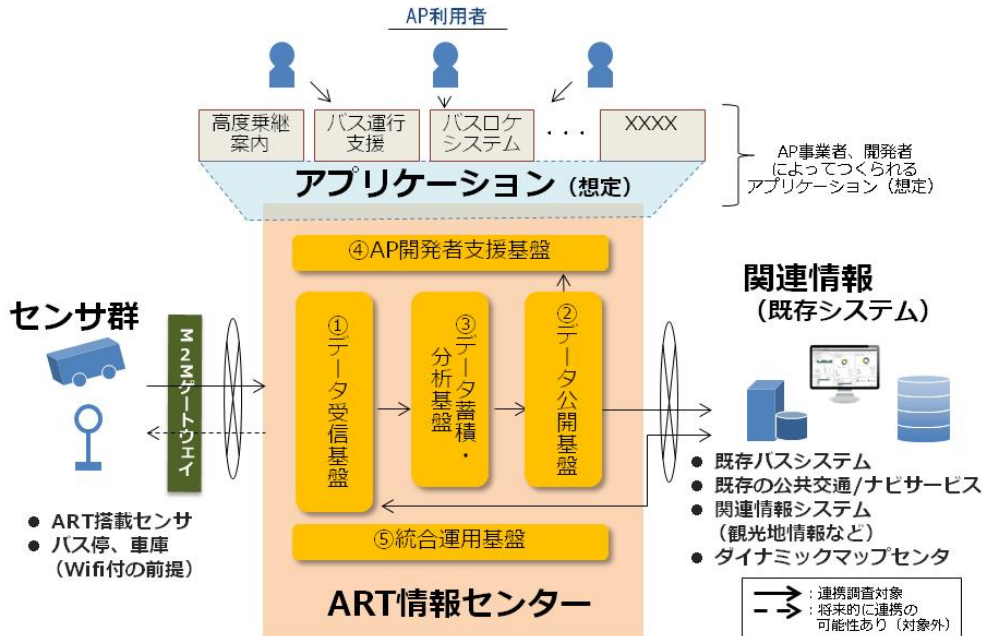 AP利用者
高度乗継
案内
バス運行
支援
バスロケ
システム
・・・
XXXX
AP事業者、開発者
によってつくられる
アプリケーション（想定）
アプリケーション（想定）
④AP開発者支援基盤
センサ群
M2Mゲートウェイ
①データ受信基盤
③データ蓄積・
分析基盤
②データ公開基盤
関連情報
（既存システム）
● ART搭載センサ
● バス停、車庫
（Wifi付の前提）
⑤統合運用基盤
ART情報センター
● 既存バスシステム
● 既存の公共交通/ナビサービス
● 関連情報システム
（観光地情報など）
● ダイナミックマップセンタ
：連携調査対象
：将来的に連携の
可能性あり（対象外）